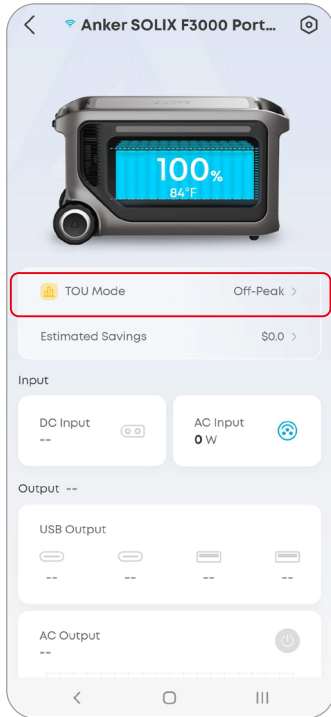 Anker SOLIX F3000 Port...
100%
84°F
TOU Mode Off-Peak >
Estimated Savings $0.0 >
Input
DC Input
--
AC Input
0 W
Output --
USB Output
-- -- -- --
AC Output
--